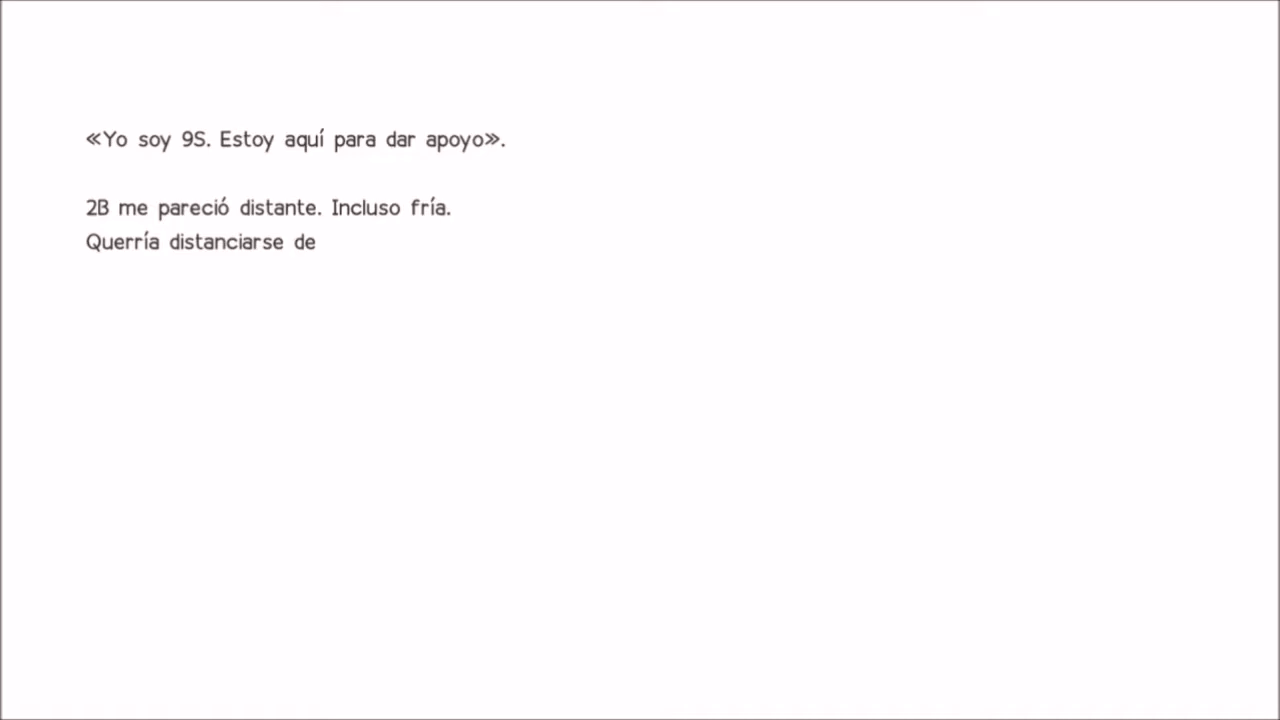 «Yo soy 9S. Estoy aquí para dar apoyo».
2B me pareció distante. Incluso fría.
Querría distanciarse de